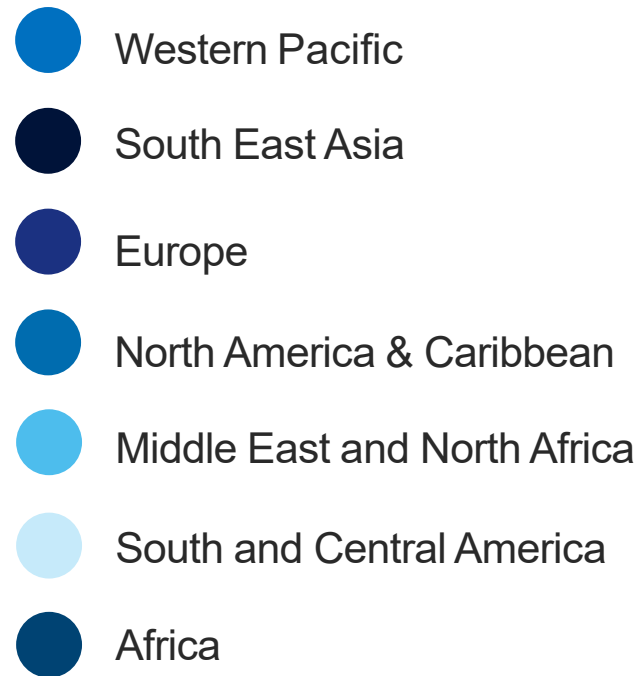 Western Pacific
South East Asia
Europe
North America & Caribbean
Middle East and North Africa
South and Central America
Africa